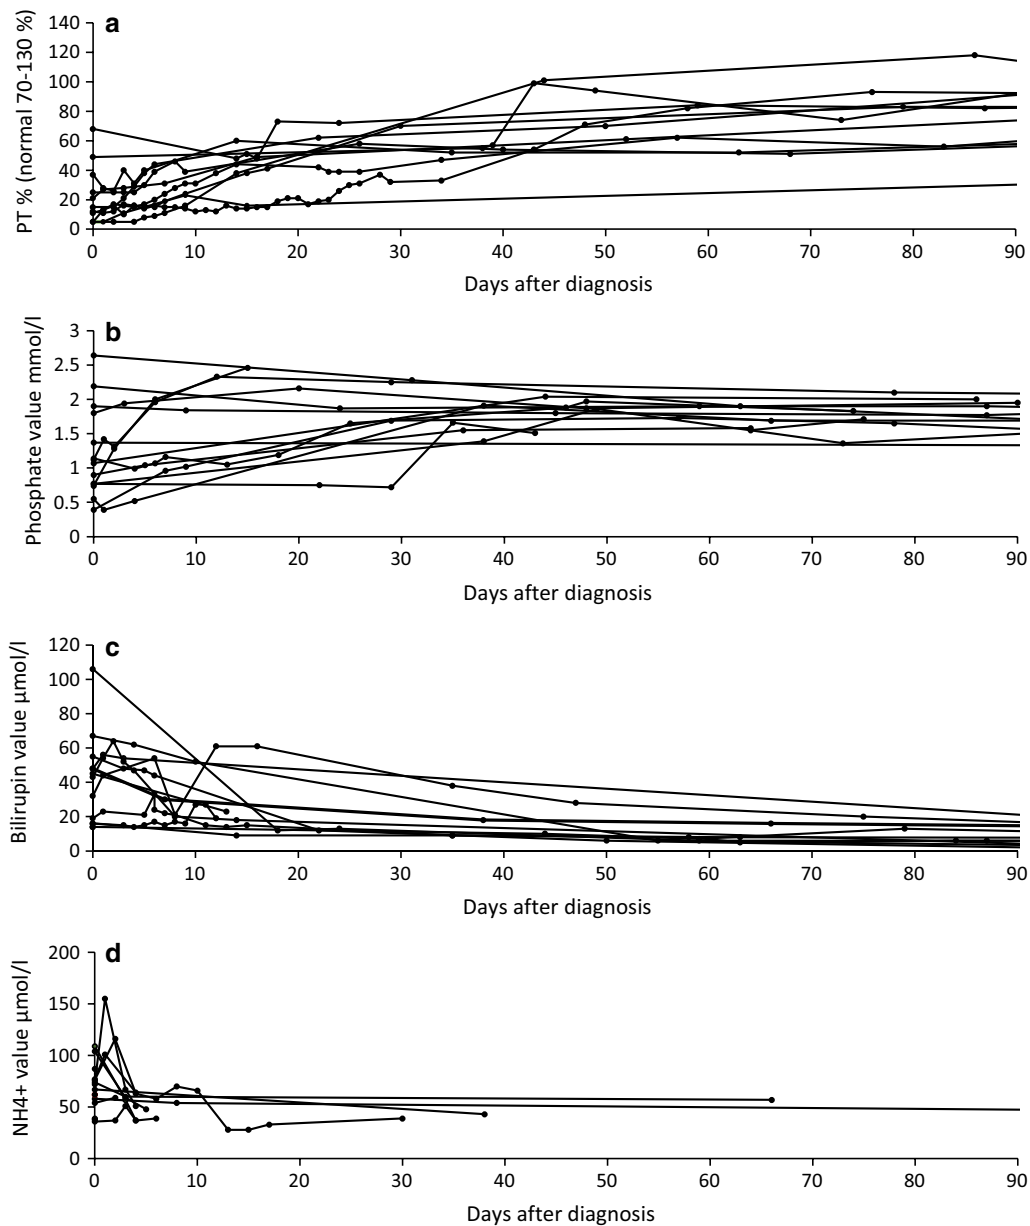 a
PT % (normal 70-130 %)
140
120
100
80
60
40
20
0
0 10 20 30 40 50 60 70 80 90
Days after diagnosis
b
Phosphate value mmol/l
3
2.5
2
1.5
1
0.5
0
0 10 20 30 40 50 60 70 80 90
Days after diagnosis
c
Bilirupin value µmol/l
120
100
80
60
40
20
0
0 10 20 30 40 50 60 70 80 90
Days after diagnosis
d
NH4+ value µmol/l
200
150
100
50
0
0 10 20 30 40 50 60 70 80 90
Days after diagnosis